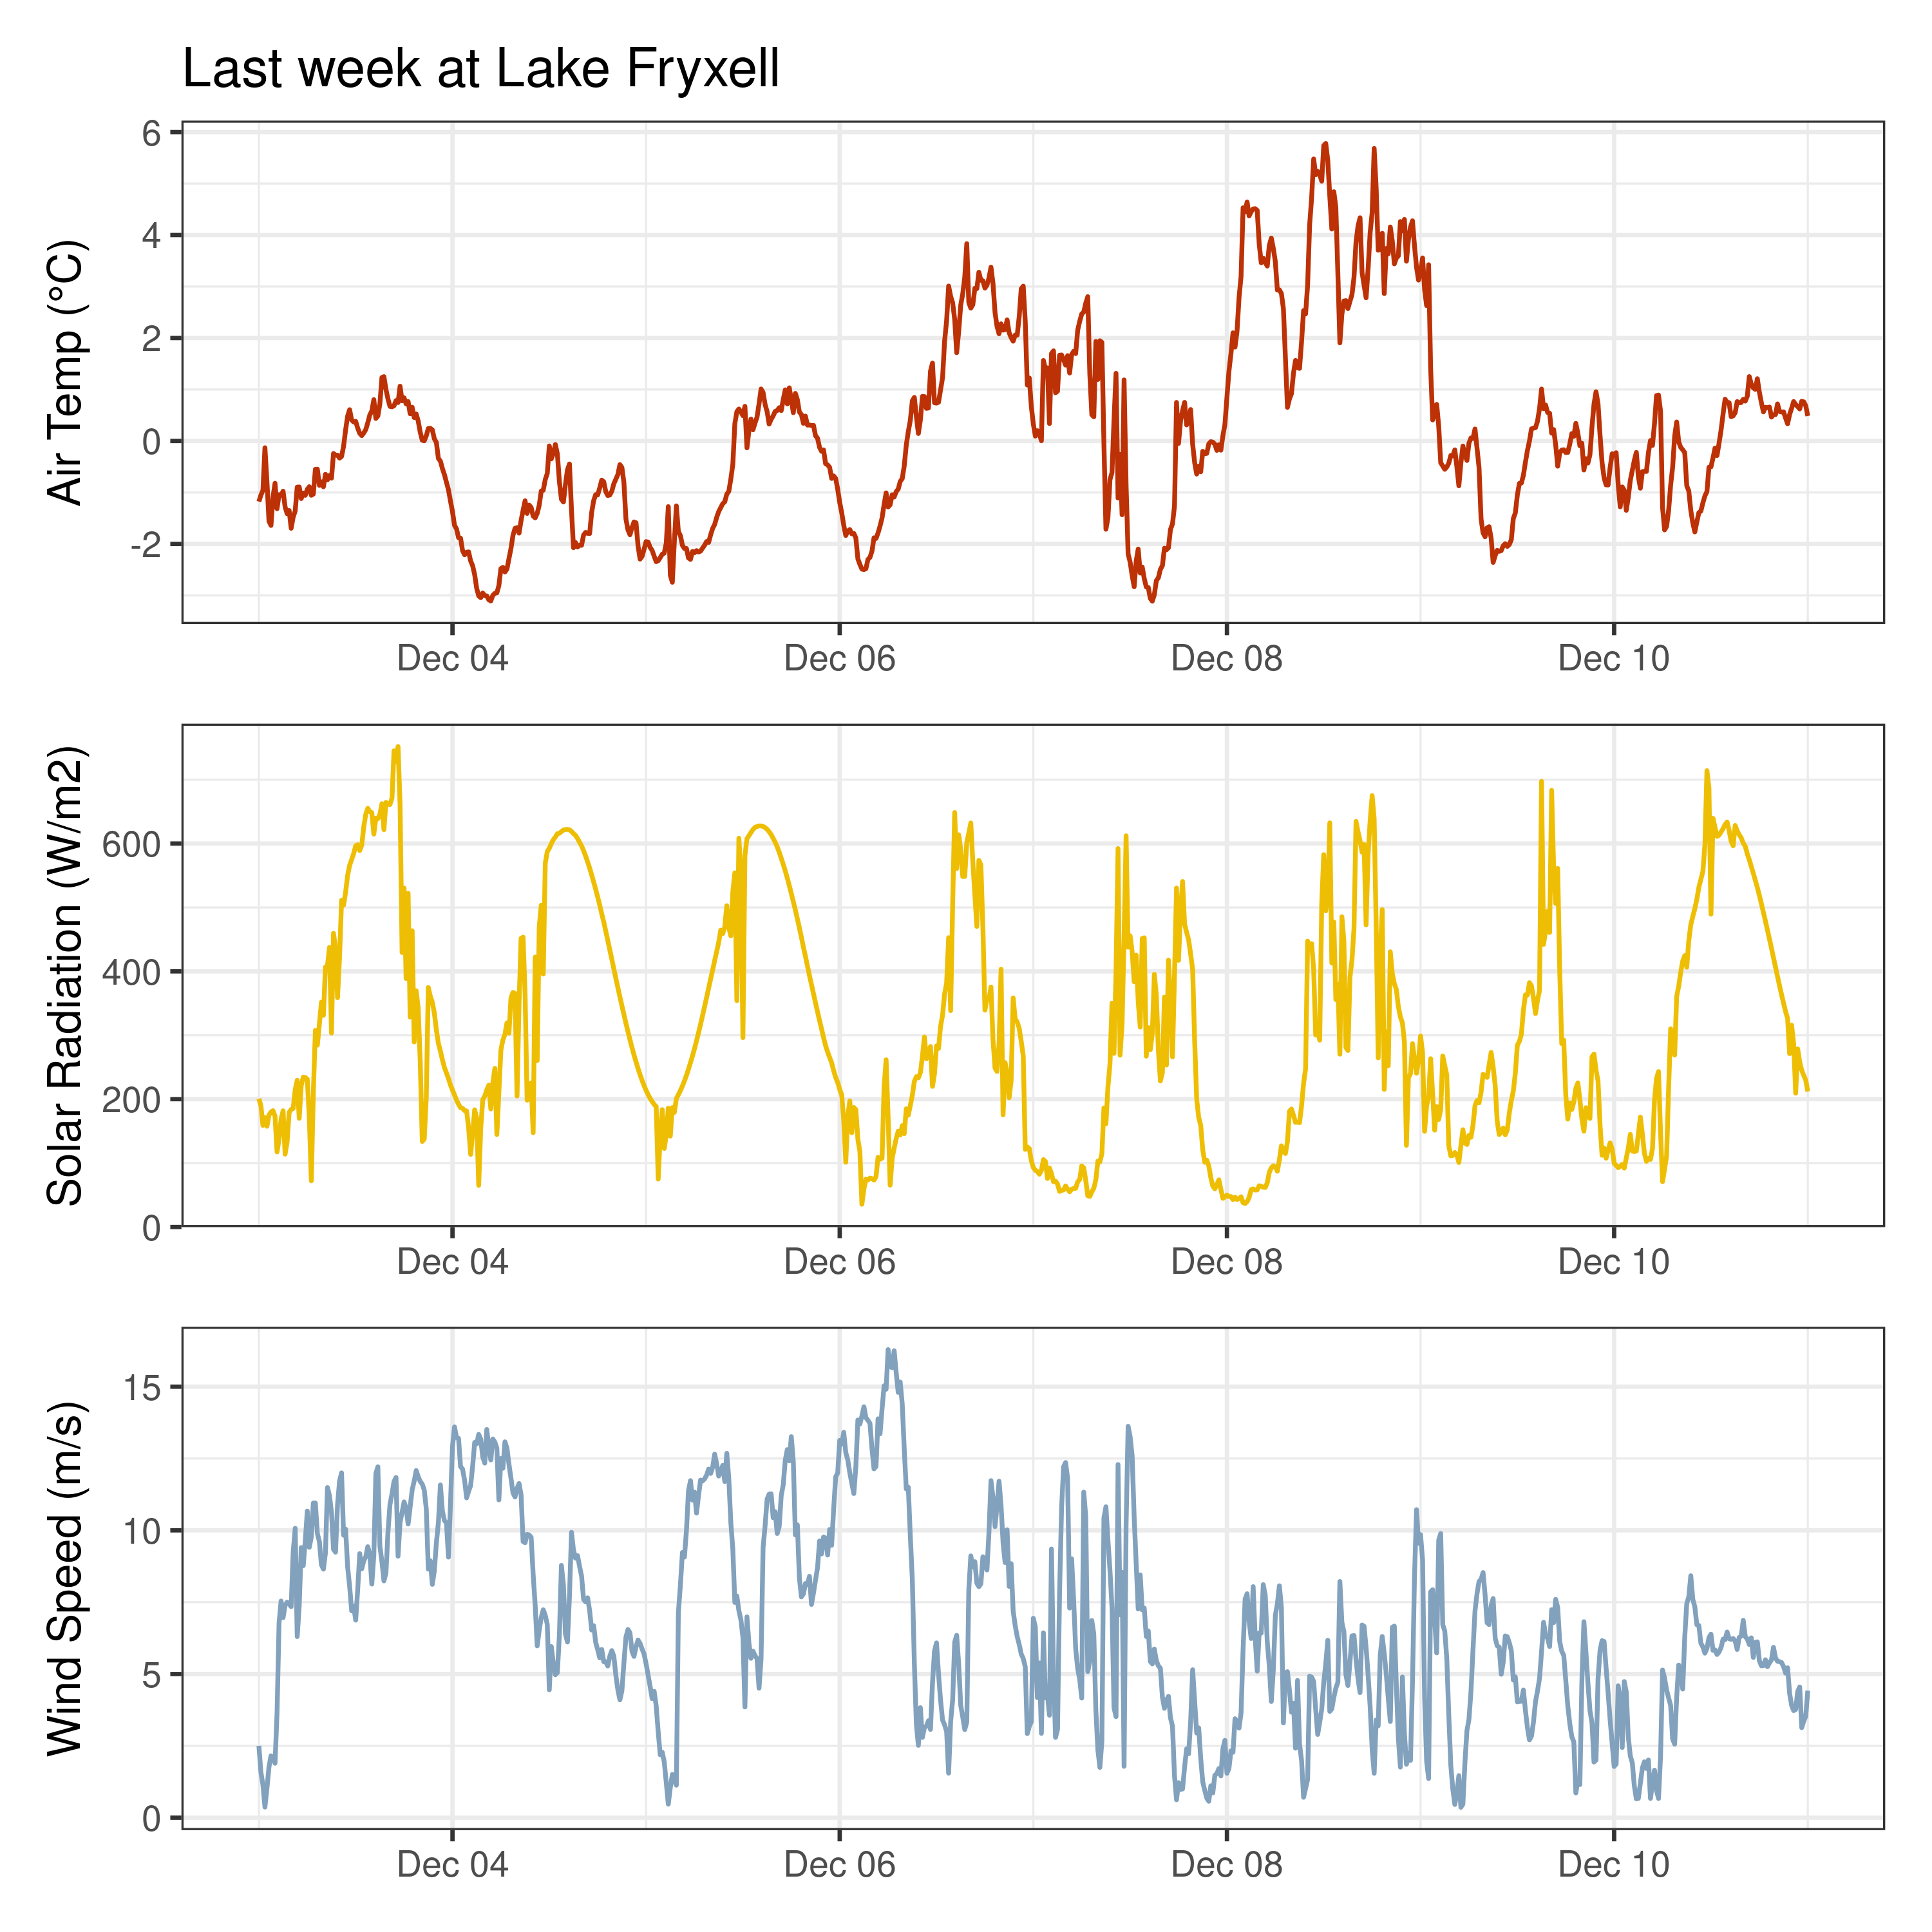 Last week at Lake Fryxell
Air Temp (°C)
6
4
2
0
-2
Dec 04 Dec 06 Dec 08 Dec 10
Solar Radiation (W/m2)
600
400
200
0
Dec 04 Dec 06 Dec 08 Dec 10
Wind Speed (m/s)
15
10
5
0
Dec 04 Dec 06 Dec 08 Dec 10